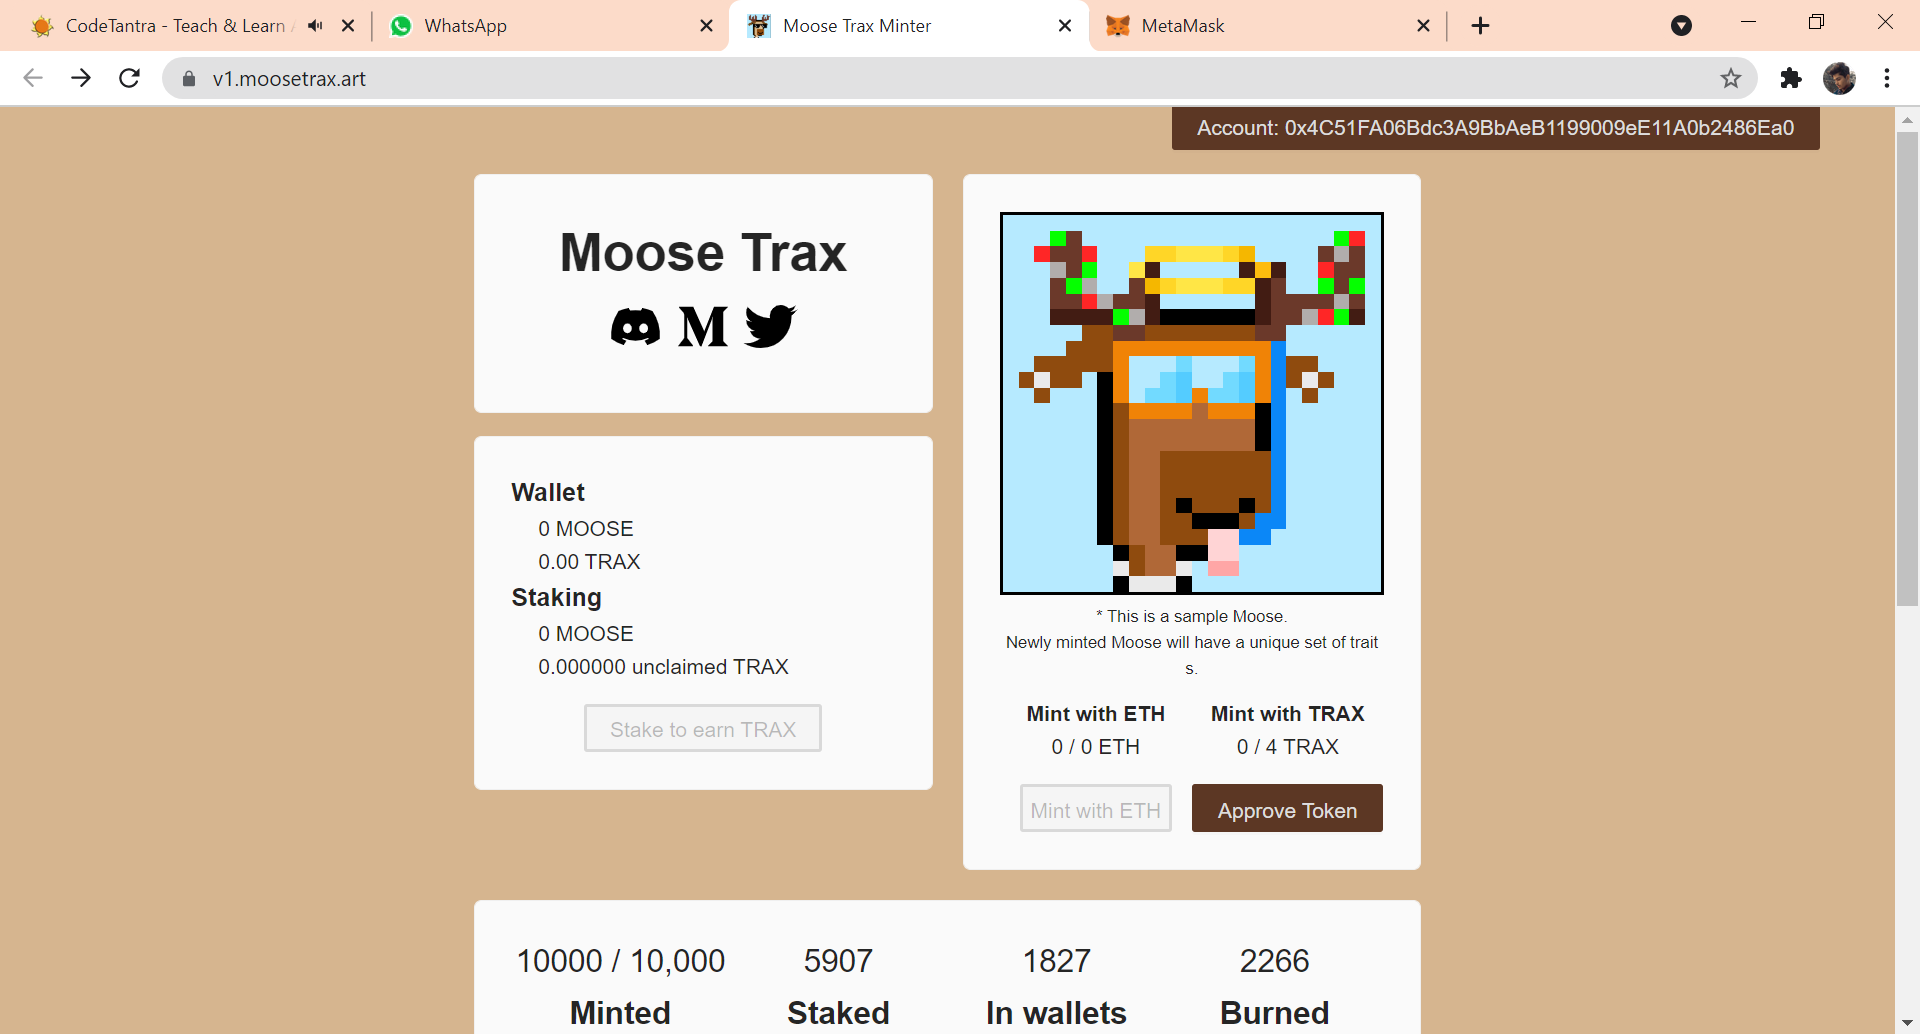 CodeTantra - Teach & Learn
WhatsApp
Moose Trax Minter
MetaMask
v1.moosetrax.art
Account: 0x4C51FA06Bdc3A9BbAeB1199009eE11A0b2486Ea0
Moose Trax
Wallet
0 MOOSE
0.00 TRAX
Staking
0 MOOSE
0.000000 unclaimed TRAX
Stake to earn TRAX
* This is a sample Moose.
Newly minted Moose will have a unique set of trait
s.
Mint with ETH Mint with TRAX
0 / 0 ETH 0 / 4 TRAX
Mint with ETH Approve Token
10000 / 10,000 5907 1827 2266
Minted Staked In wallets Burned